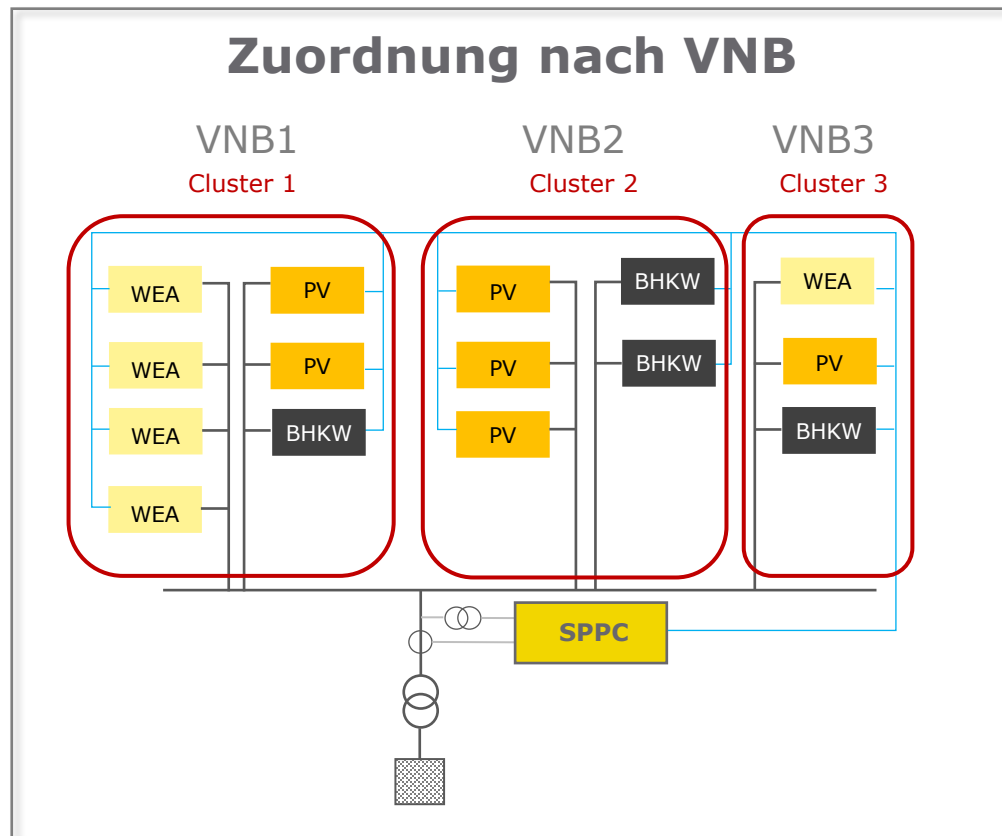 Zuordnung nach VNB
VNB1
VNB2
VNB3
Cluster 1
Cluster 2
Cluster 3
WEA
PV
WEA
PV
WEA
BHKW
WEA
PV
BHKW
PV
BHKW
PV
WEA
PV
BHKW
SPPC